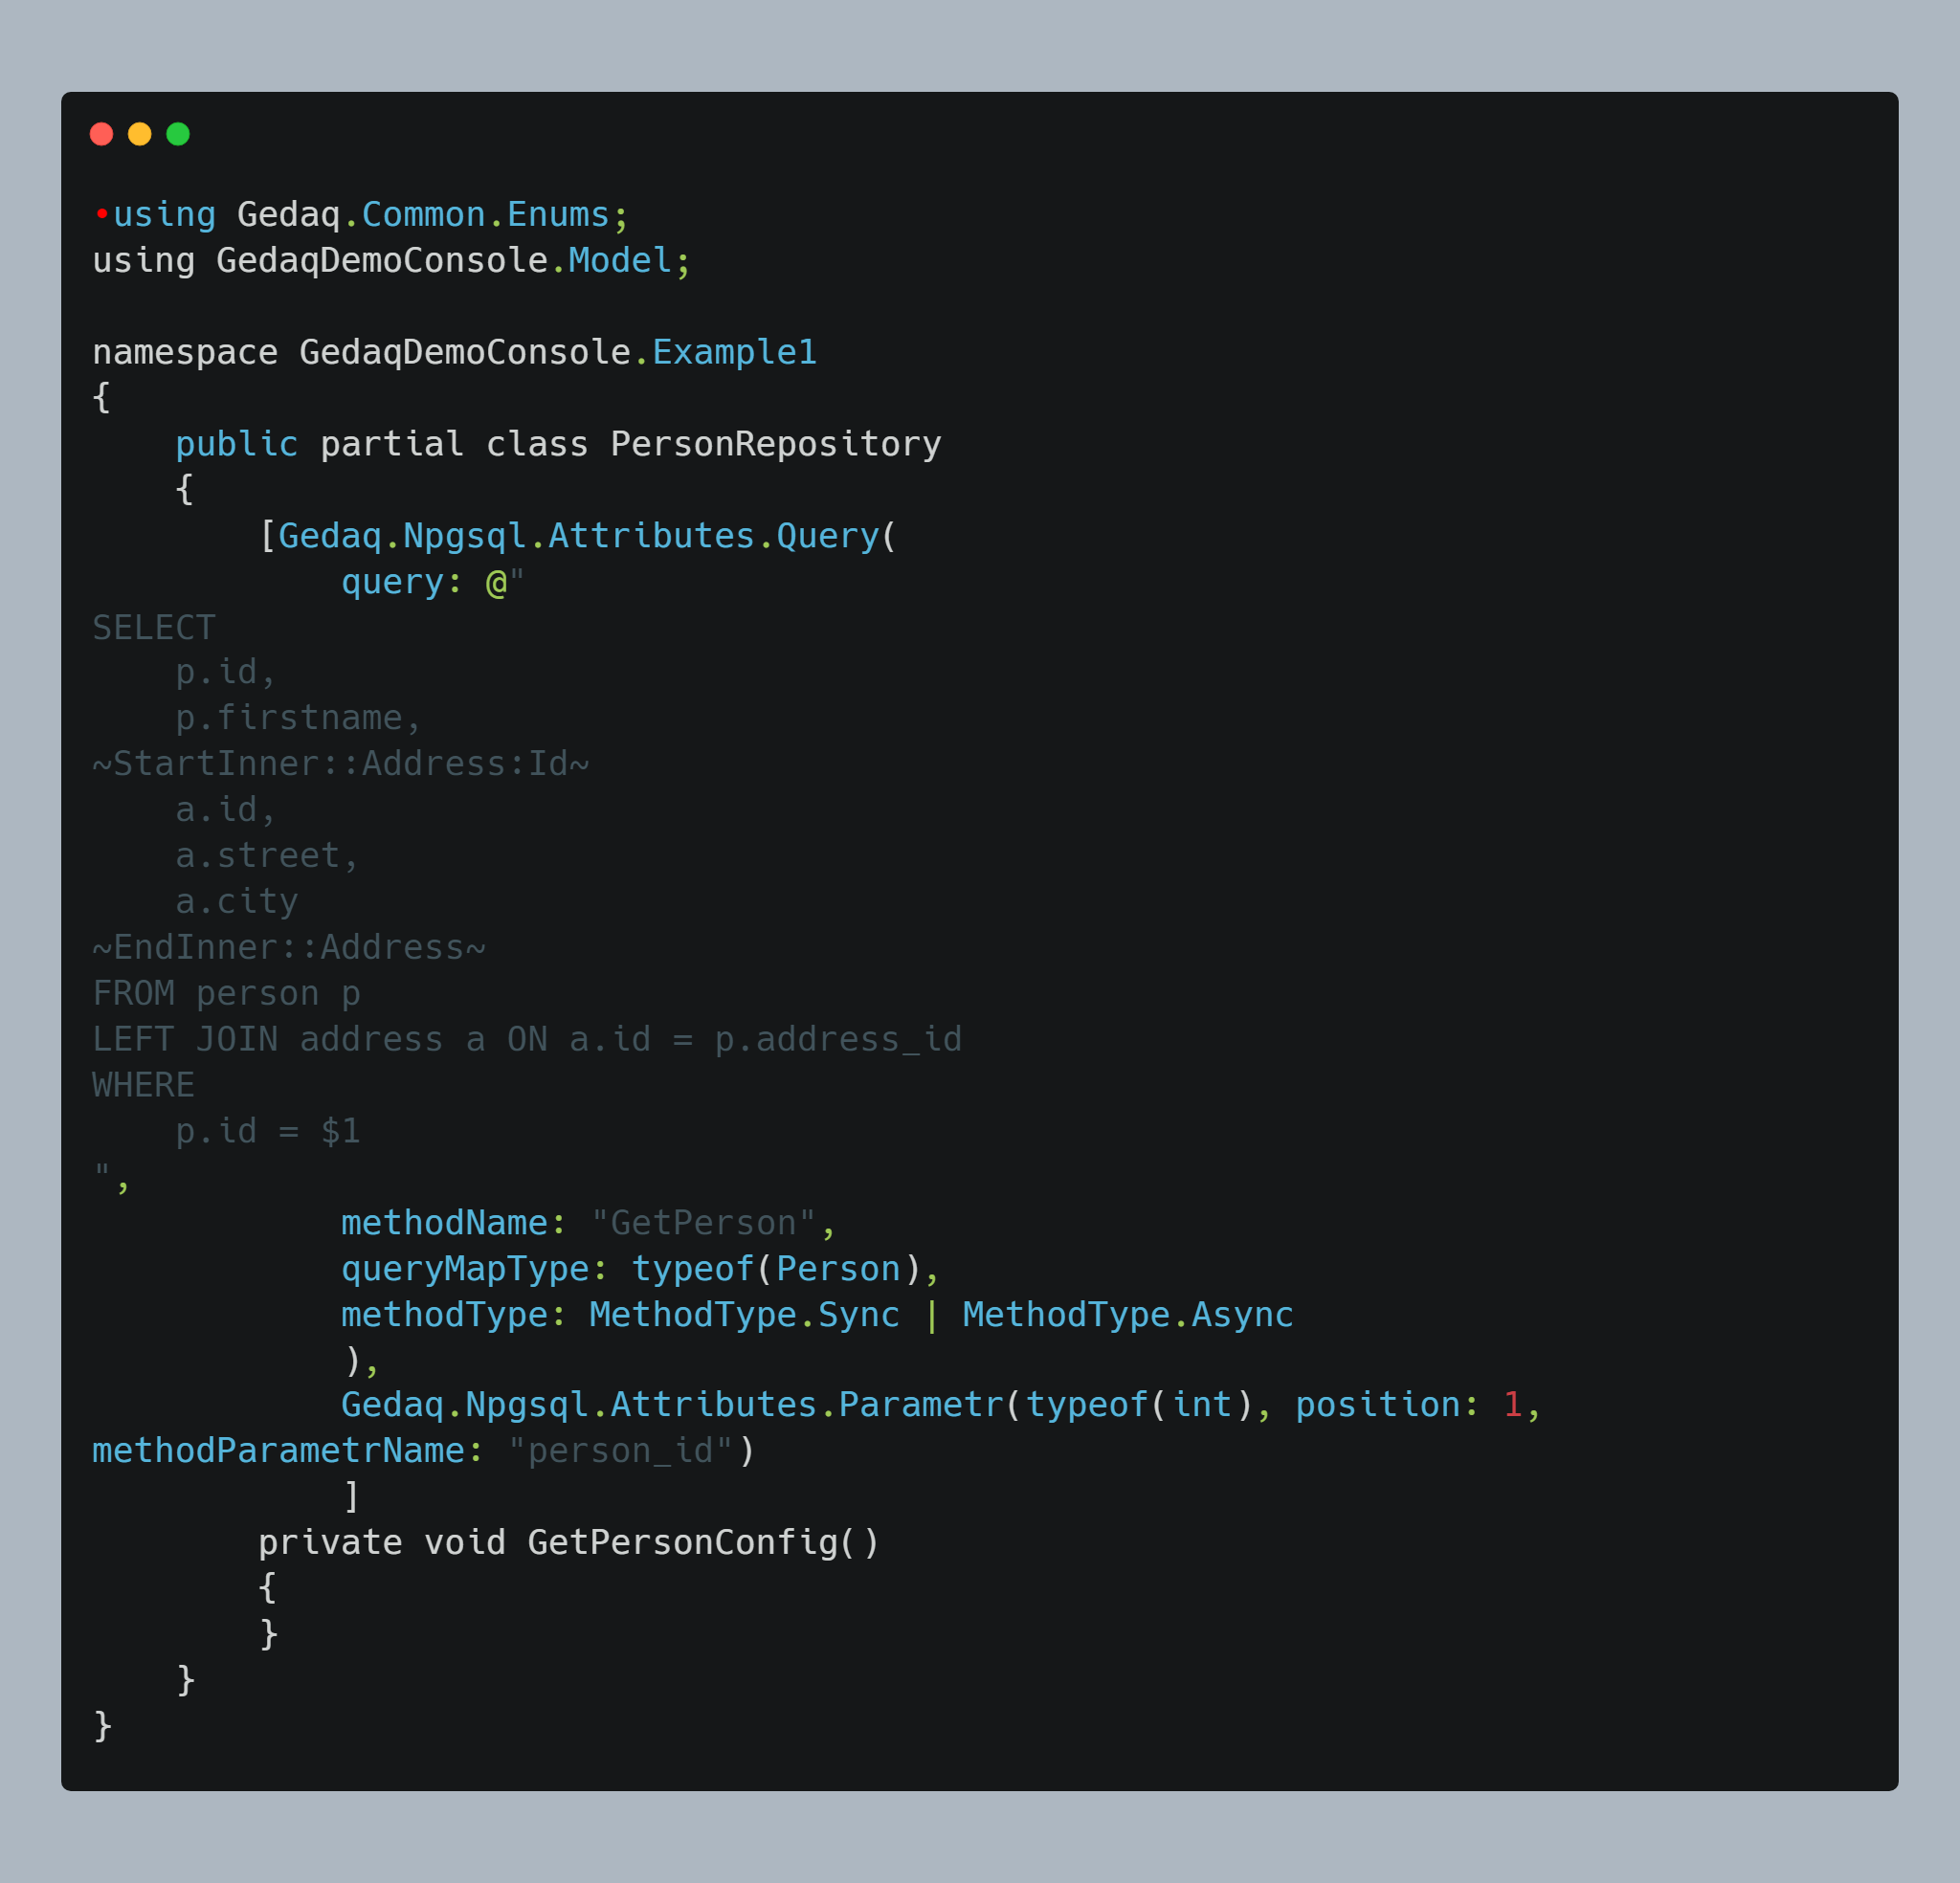 •using Gedaq.Common.Enums;
using GedaqDemoConsole.Model;

namespace GedaqDemoConsole.Example1
{
    public partial class PersonRepository
    {
        [Gedaq.Npgsql.Attributes.Query(
            query: @"
SELECT
    p.id,
    p.firstname,
~StartInner::Address:Id~
    a.id,
    a.street,
    a.city
~EndInner::Address~
FROM person p
LEFT JOIN address a ON a.id = p.address_id
WHERE
    p.id = $1
",
            methodName: "GetPerson",
            queryMapType: typeof(Person),
            methodType: MethodType.Sync | MethodType.Async
            ),
            Gedaq.Npgsql.Attributes.Parametr(typeof(int), position: 1,
methodParametrName: "person_id")
            ]
        private void GetPersonConfig()
        {
        }
    }
}